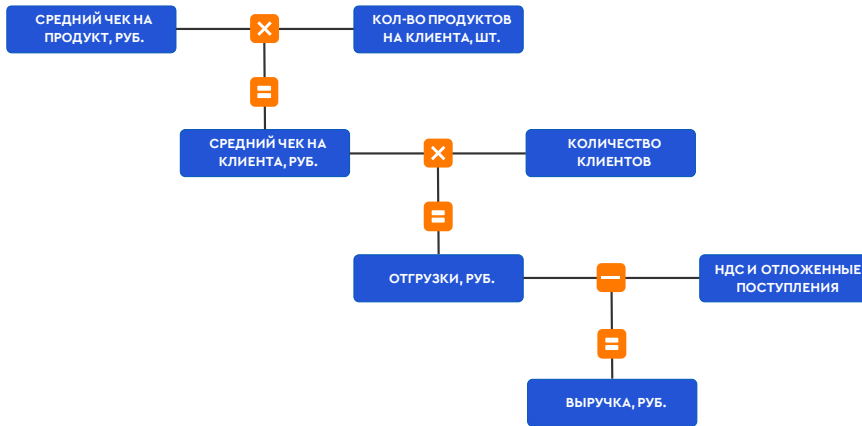 СРЕДНИЙ ЧЕК НА
ПРОДУКТ, РУБ.
КОЛ-ВО ПРОДУКТОВ
НА КЛИЕНТА, ШТ.
СРЕДНИЙ ЧЕК НА
КЛИЕНТА, РУБ.
КОЛИЧЕСТВО
КЛИЕНТОВ
ОТГРУЗКИ, РУБ.
НДС И ОТЛОЖЕННЫЕ
ПОСТУПЛЕНИЯ
ВЫРУЧКА, РУБ.